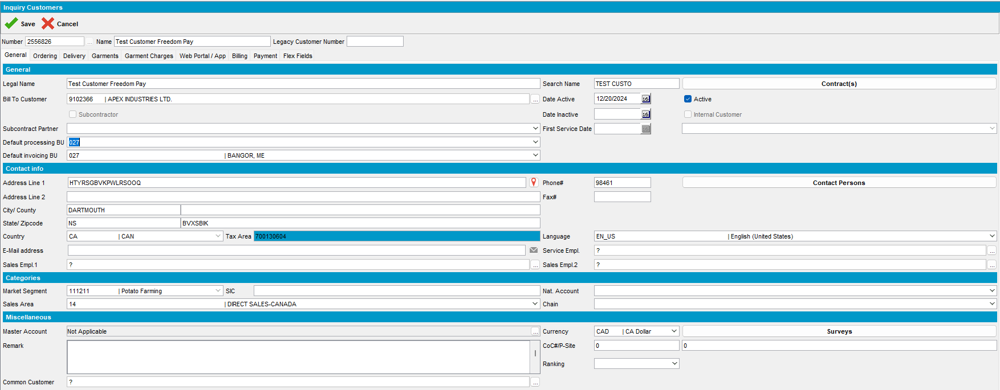 Inquiry Customers
Save Cancel
Number 2556826 ... Name Test Customer Freedom Pay Legacy Customer Number
General Ordering Delivery Garments Garment Charges Web Portal / App Billing Payment Flex Fields
General
Legal Name Test Customer Freedom Pay Search Name TEST CUSTO Contract(s)
Bill To Customer 9102366 | APEX INDUSTRIES LTD. ... Date Active 12/20/2024 16 Active
Subcontractor Date Inactive 16 Internal Customer
Subcontract Partner First Service Date 16
Default processing BU 027
Default invoicing BU 027 | BANGOR, ME
Contact info
Address Line 1 HTYRSGBVKPWLRSOOQ Phone# 98461 Contact Persons
Address Line 2 Fax#
City/ County DARTMOUTH
State/ Zipcode NS BVXSBIK
Country CA | CAN Tax Area 700130604 Language EN_US | English (United States)
E-Mail address Service Empl. ? ...
Sales Empl.1 ? ... Sales Empl.2 ? ...
Categories
Market Segment 111211 | Potato Farming SIC Nat. Account
Sales Area 14 | DIRECT SALES-CANADA Chain
Miscellaneous
Master Account Not Applicable ... Currency CAD | CA Dollar Surveys
Remark CoC#/P-Site 0 0
Ranking
Common Customer ? ...